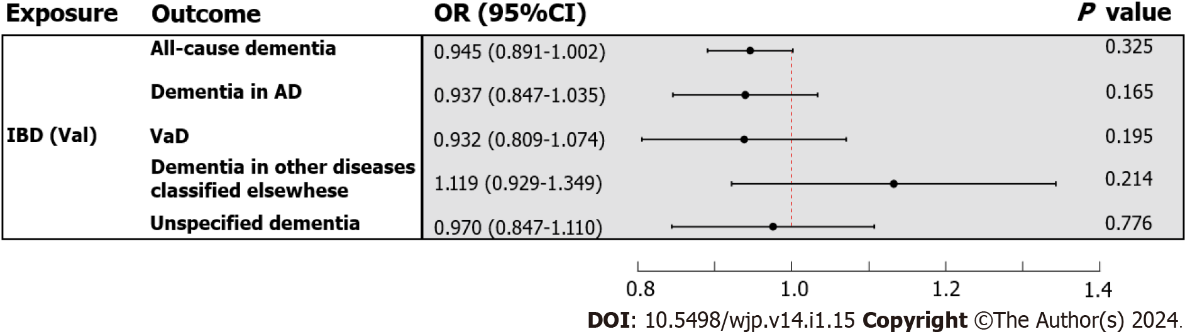 Exposure Outcome OR (95%CI) P value
All-cause dementia 0.945 (0.891-1.002) 0.325
Dementia in AD 0.937 (0.847-1.035) 0.165
IBD (Val) VaD 0.932 (0.809-1.074) 0.195
Dementia in other diseases
classified elsewhese 1.119 (0.929-1.349) 0.214
Unspecified dementia 0.970 (0.847-1.110) 0.776
0.8 1.0 1.2 1.4
DOI: 10.5498/wjp.v14.i1.15 Copyright ©The Author(s) 2024.